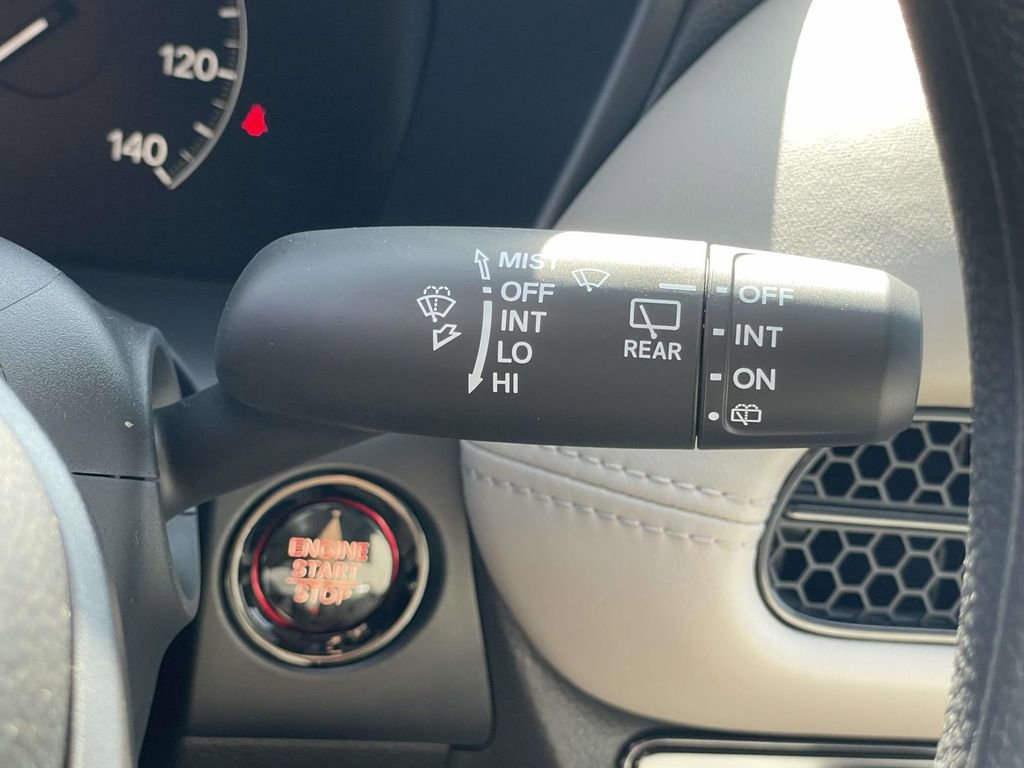 120
140
MIST
OFF
INT
LO
HI
REAR
OFF
INT
ON
ENGINE
START
STOP